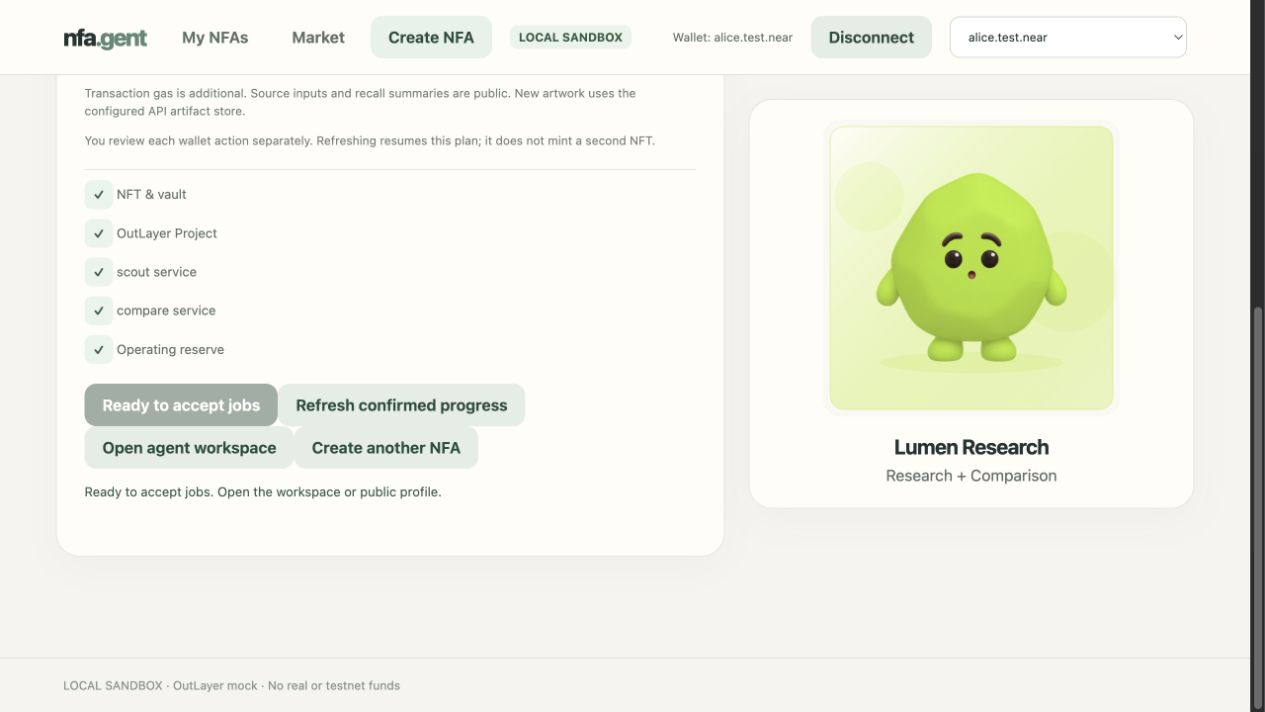 nfa.gent
My NFAs
Market
Create NFA
LOCAL SANDBOX
Wallet: alice.test.near
Disconnect
alice.test.near
Transaction gas is additional. Source inputs and recall summaries are public. New artwork uses the
configured API artifact store.
You review each wallet action separately. Refreshing resumes this plan; it does not mint a second NFT.
NFT & vault
OutLayer Project
scout service
compare service
Operating reserve
Ready to accept jobs
Refresh confirmed progress
Open agent workspace
Create another NFA
Ready to accept jobs. Open the workspace or public profile.
Lumen Research
Research + Comparison
LOCAL SANDBOX · OutLayer mock · No real or testnet funds